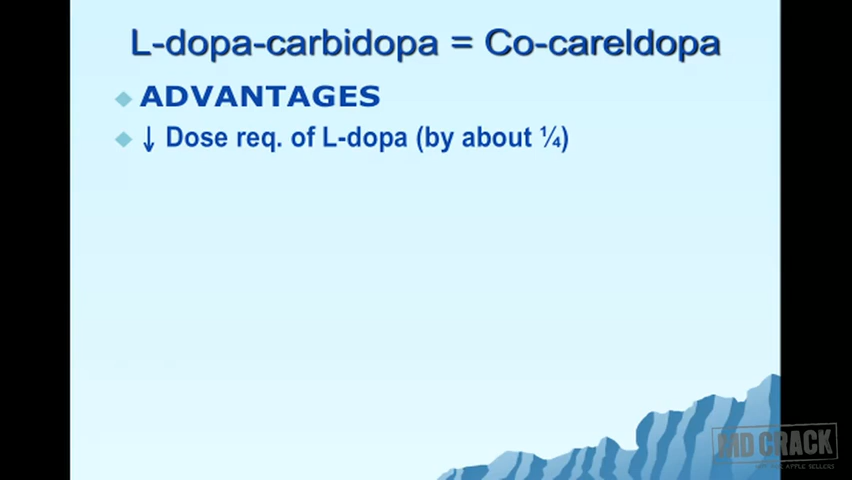 L-dopa-carbidopa = Co-careldopa
ADVANTAGES
↓ Dose req. of L-dopa (by about ¼)
MD CRACK